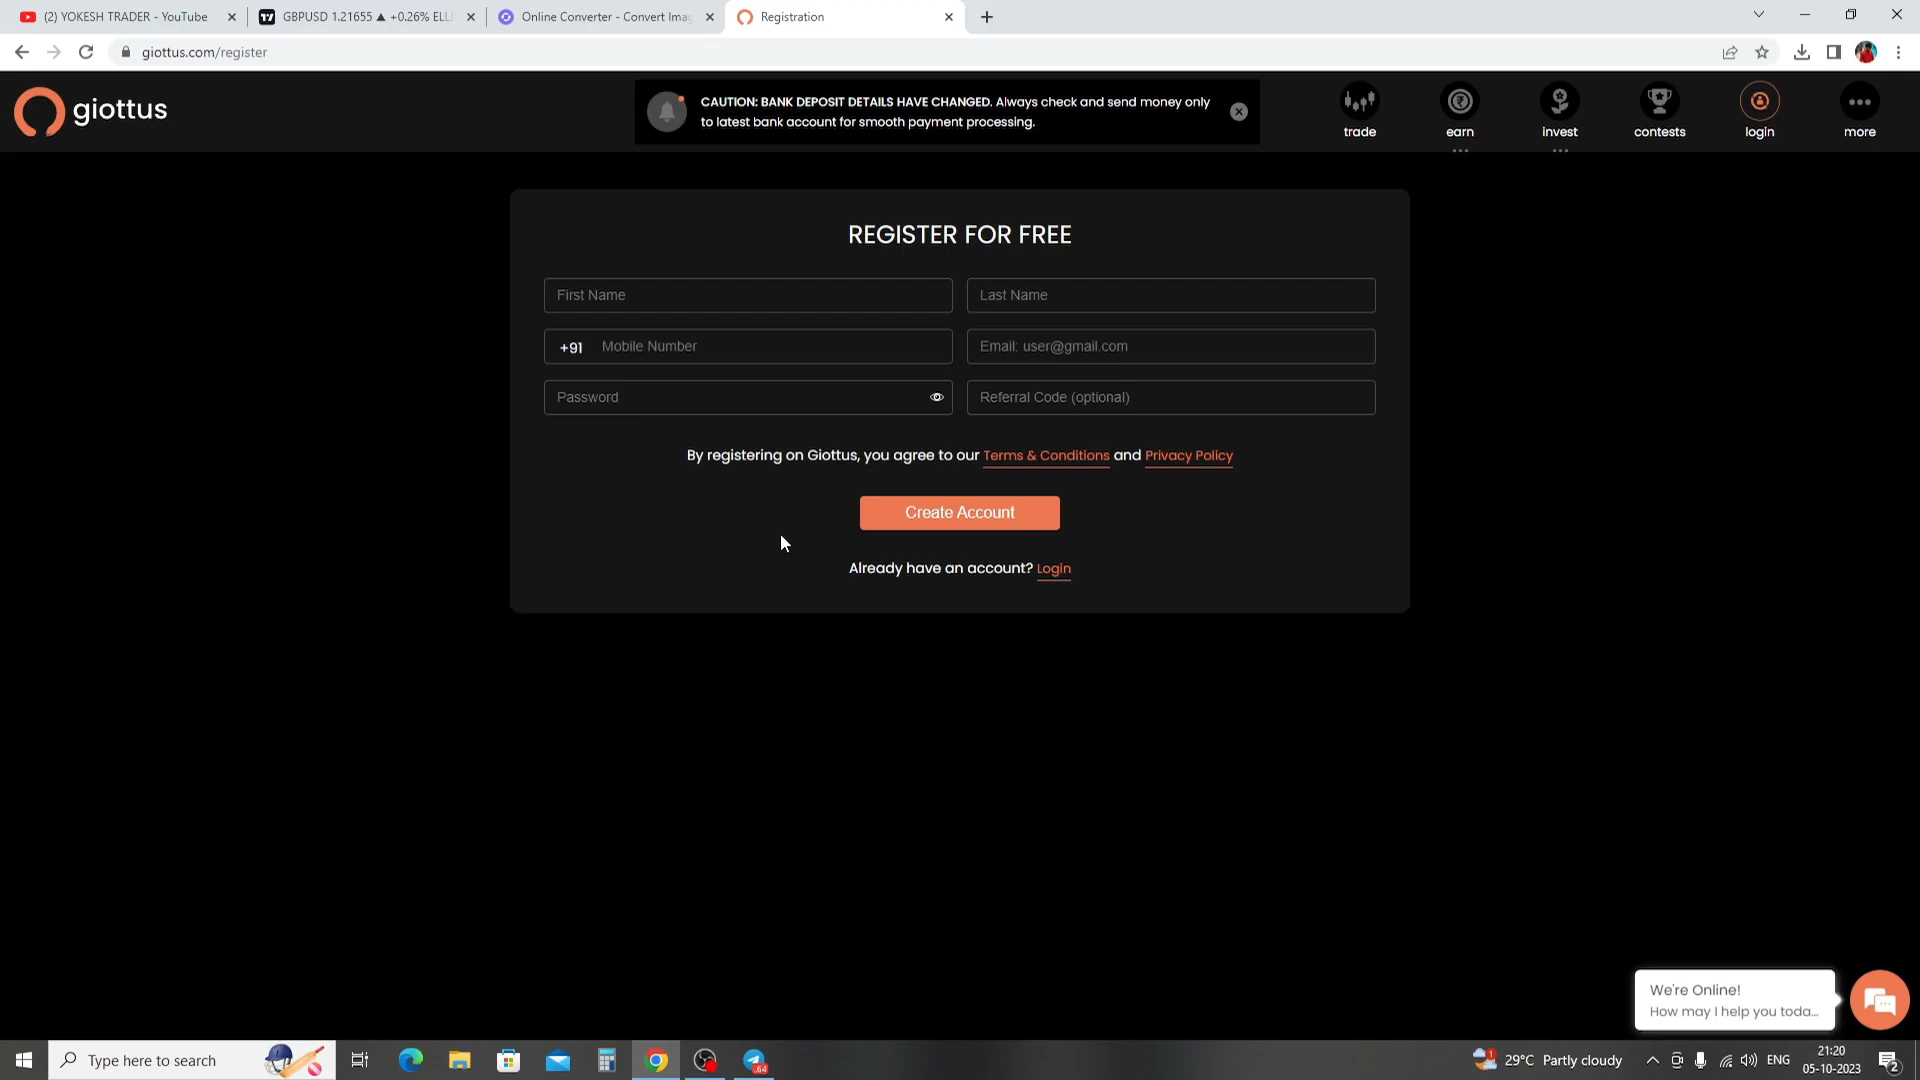 (2) YOKESH TRADER - YouTube
GBPUSD 1.21655 ▲ +0.26% ELLI
Online Converter - Convert Imag
Registration
giottus.com/register
giottus
CAUTION: BANK DEPOSIT DETAILS HAVE CHANGED. Always check and send money only
to latest bank account for smooth payment processing.
trade
earn
invest
contests
login
more
REGISTER FOR FREE
First Name
Last Name
+91 Mobile Number
Email: user@gmail.com
Password
Referral Code (optional)
By registering on Giottus, you agree to our Terms & Conditions and Privacy Policy
Create Account
Already have an account? Login
We're Online!
How may I help you toda...
Type here to search
.64
1
29°C Partly cloudy
ENG
21:20
05-10-2023
2